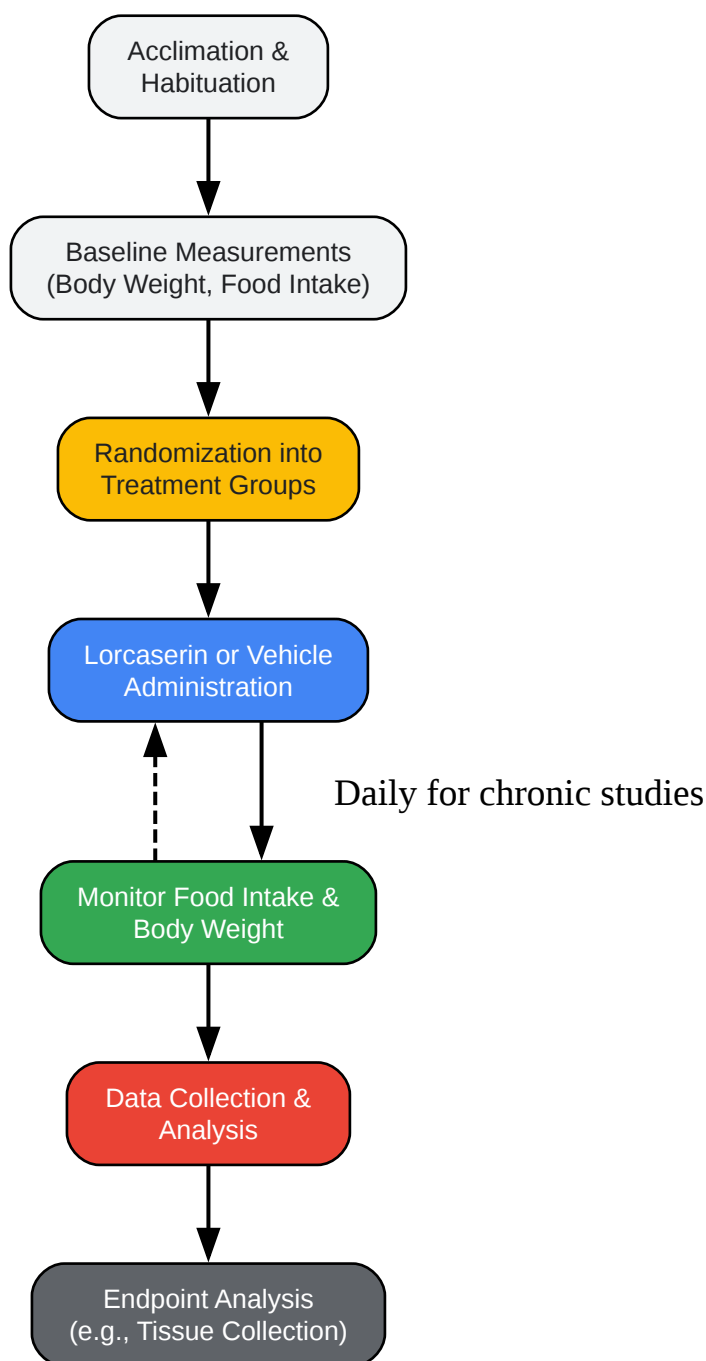 Acclimation &
Habituation
Baseline Measurements
(Body Weight, Food Intake)
Randomization into
Treatment Groups
Lorcaserin or Vehicle
Administration
Daily for chronic studies
Monitor Food Intake &
Body Weight
Data Collection &
Analysis
Endpoint Analysis
(e.g., Tissue Collection)